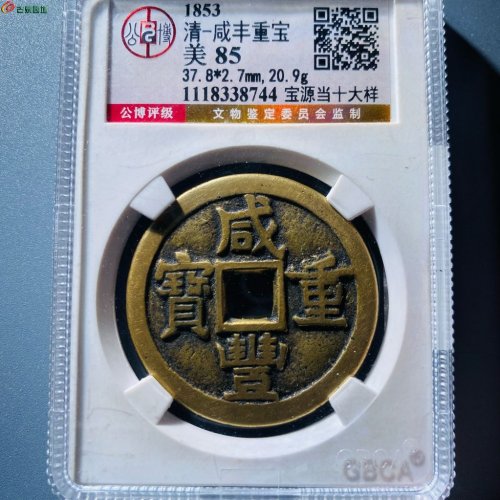 1853
清-咸丰重宝
美 85
37.8*2.7mm,20.9g
1118338744 宝源当十大样
公博评级
文物鉴定委员会监制
咸
寶 重
豐
GBCA